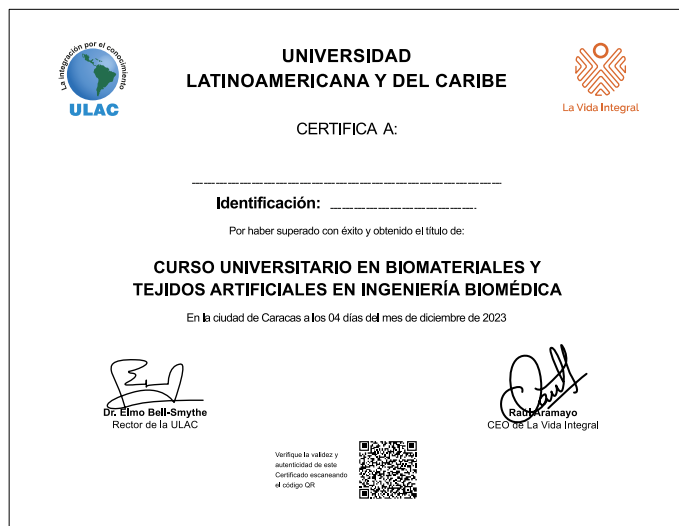 La integración por el conocimiento
ULAC
UNIVERSIDAD
LATINOAMERICANA Y DEL CARIBE
La Vida Integral
CERTIFICA A:
Identificación:
Por haber superado con éxito y obtenido el título de:
CURSO UNIVERSITARIO EN BIOMATERIALES Y
TEJIDOS ARTIFICIALES EN INGENIERÍA BIOMÉDICA
En la ciudad de Caracas a los 04 días del mes de diciembre de 2023
Dr. Elmo Bell-Smythe
Rector de la ULAC
Raúl Aramayo
CEO de La Vida Integral
Verifique la validez y
autenticidad de este
Certificado escaneando
el código QR